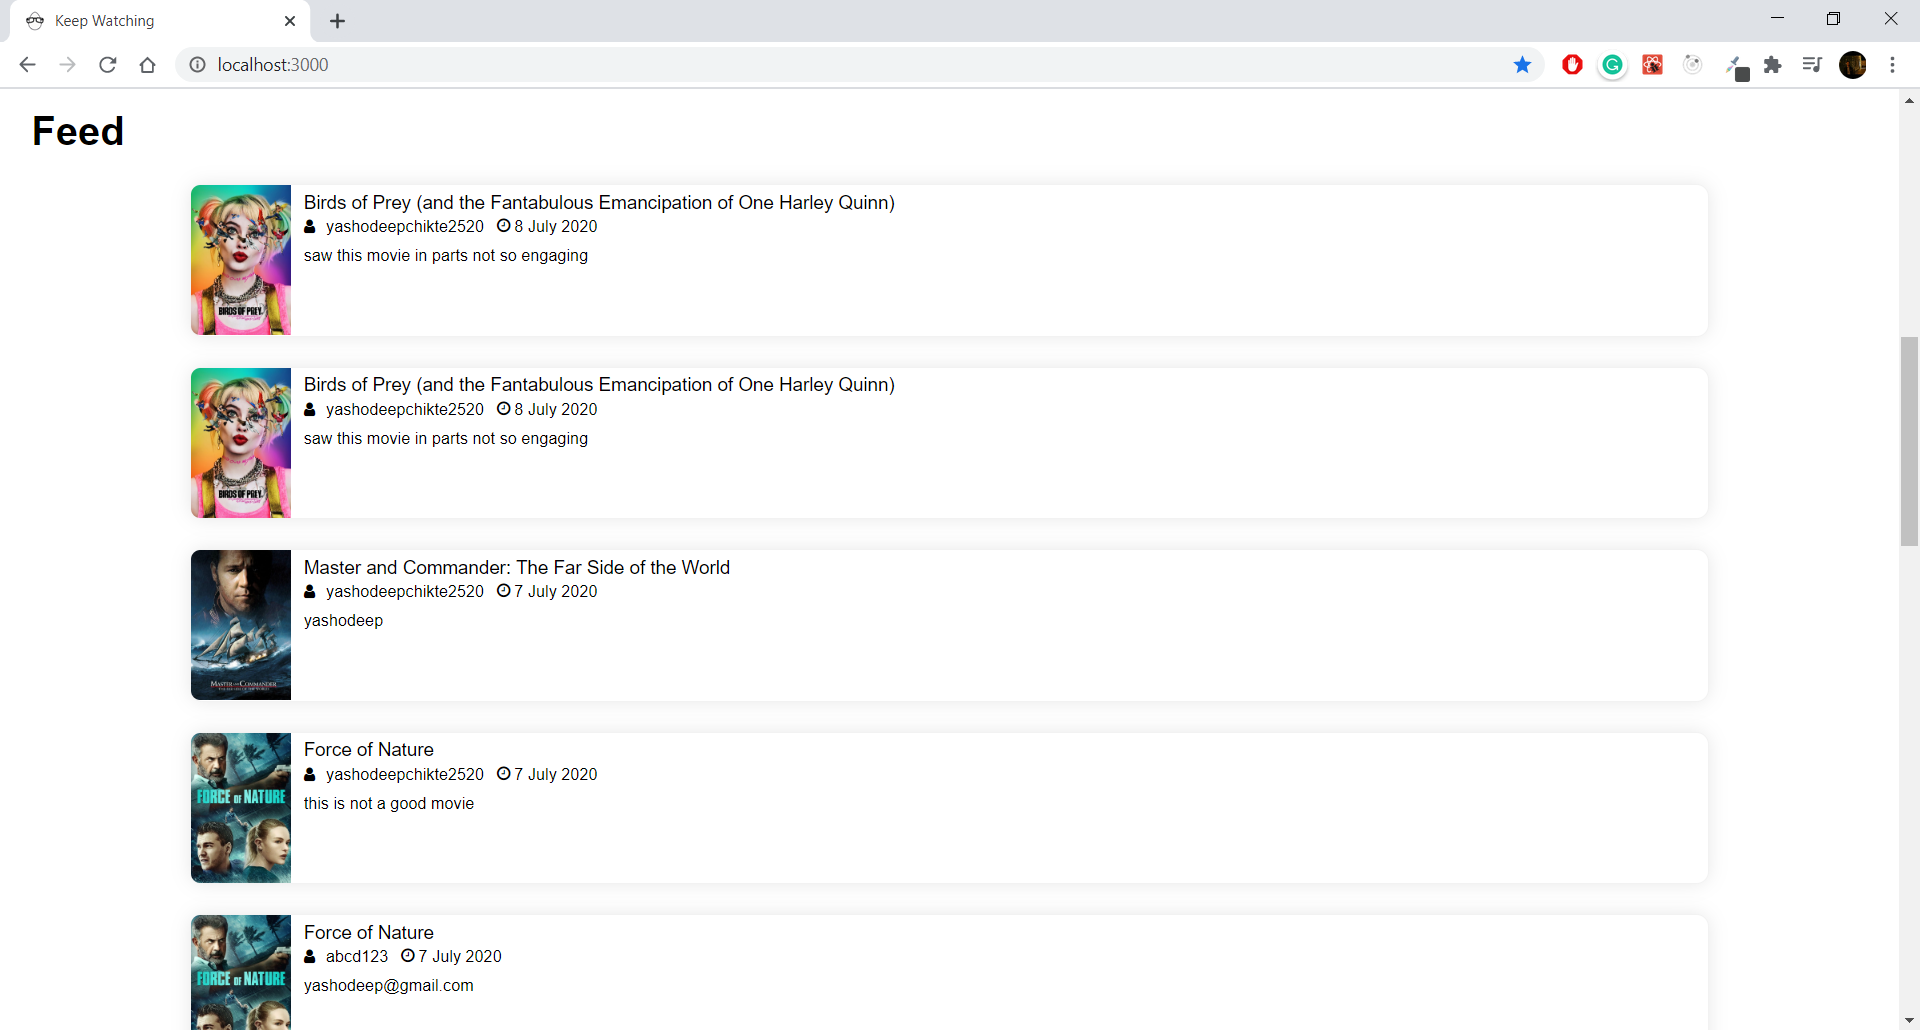 Keep Watching
localhost:3000
Feed
Birds of Prey (and the Fantabulous Emancipation of One Harley Quinn)
yashodeepchikte2520 8 July 2020
saw this movie in parts not so engaging
BIRDS OF PREY
Birds of Prey (and the Fantabulous Emancipation of One Harley Quinn)
yashodeepchikte2520 8 July 2020
saw this movie in parts not so engaging
BIRDS OF PREY
Master and Commander: The Far Side of the World
yashodeepchikte2520 7 July 2020
yashodeep
MASTER AND COMMANDER
Force of Nature
yashodeepchikte2520 7 July 2020
this is not a good movie
FORCE OF NATURE
Force of Nature
abcd123 7 July 2020
yashodeep@gmail.com
FORCE OF NATURE